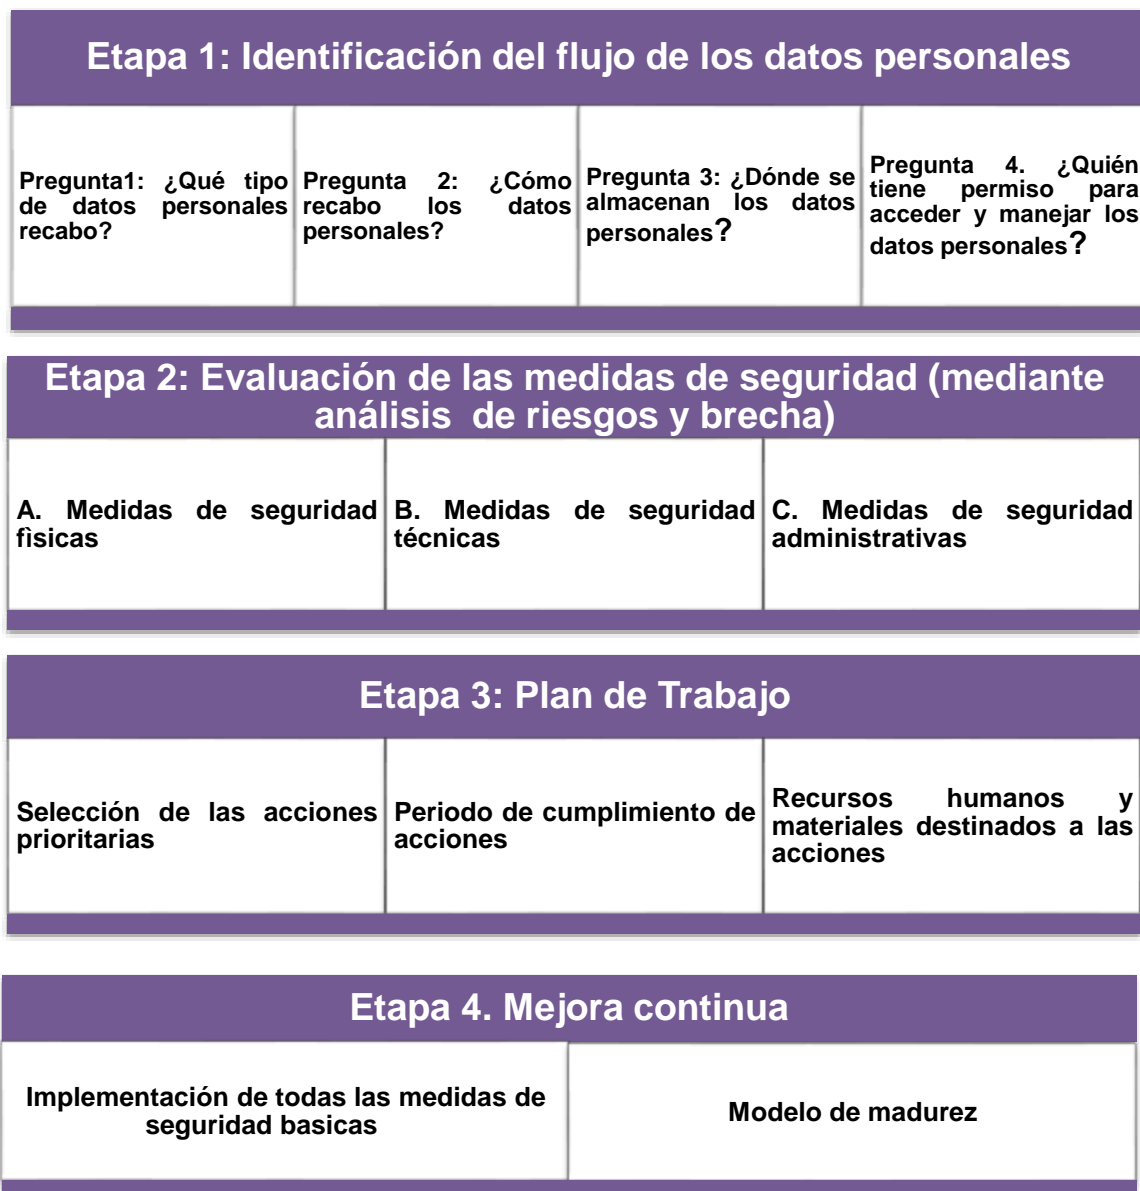 Etapa 1: Identificación del flujo de los datos personales
Pregunta1: ¿Qué tipo
de datos personales
recabo?
Pregunta 2: ¿Cómo
recabo los datos
personales?
Pregunta 3: ¿Dónde se
almacenan los datos
personales?
Pregunta 4. ¿Quién
tiene permiso para
acceder y manejar los
datos personales?
Etapa 2: Evaluación de las medidas de seguridad (mediante
análisis de riesgos y brecha)
A. Medidas de seguridad
fìsicas
B. Medidas de seguridad
técnicas
C. Medidas de seguridad
administrativas
Etapa 3: Plan de Trabajo
Selección de las acciones
prioritarias
Periodo de cumplimiento de
acciones
Recursos humanos y
materiales destinados a las
acciones
Etapa 4. Mejora continua
Implementación de todas las medidas de
seguridad basicas
Modelo de madurez